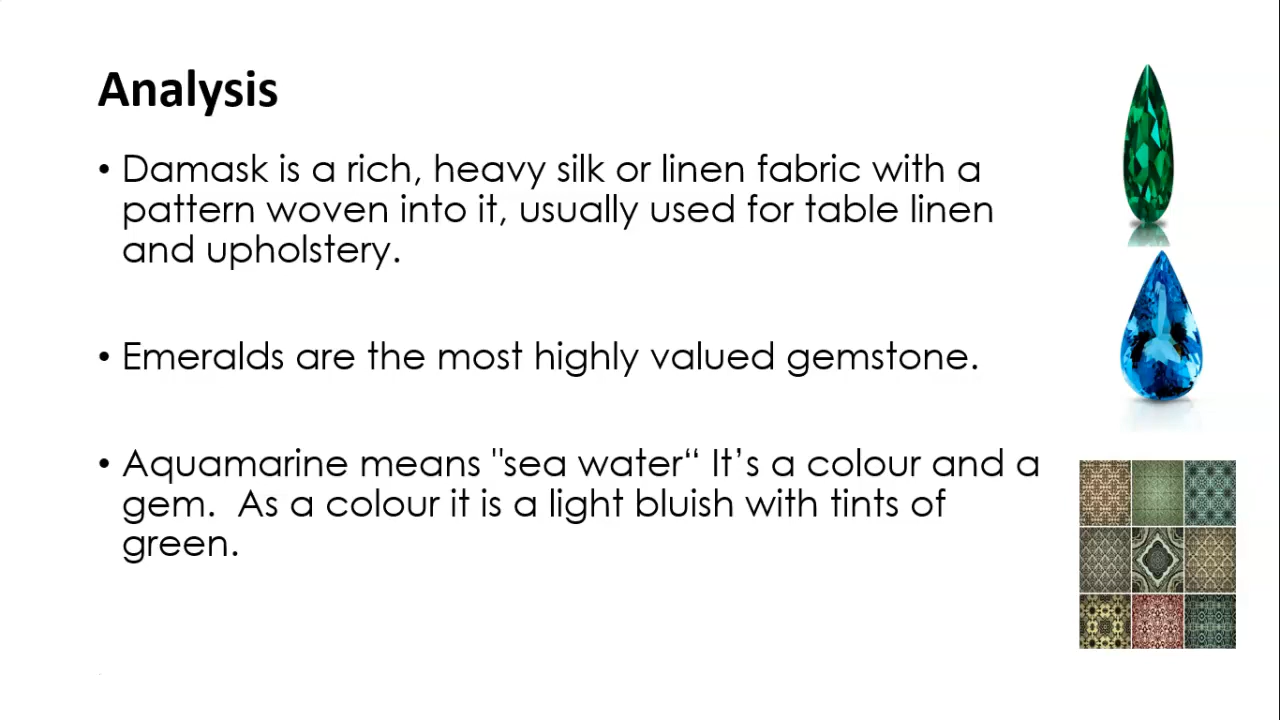 Analysis
• Damask is a rich, heavy silk or linen fabric with a
pattern woven into it, usually used for table linen
and upholstery.
• Emeralds are the most highly valued gemstone.
• Aquamarine means "sea water“ It’s a colour and a
gem.  As a colour it is a light bluish with tints of
green.